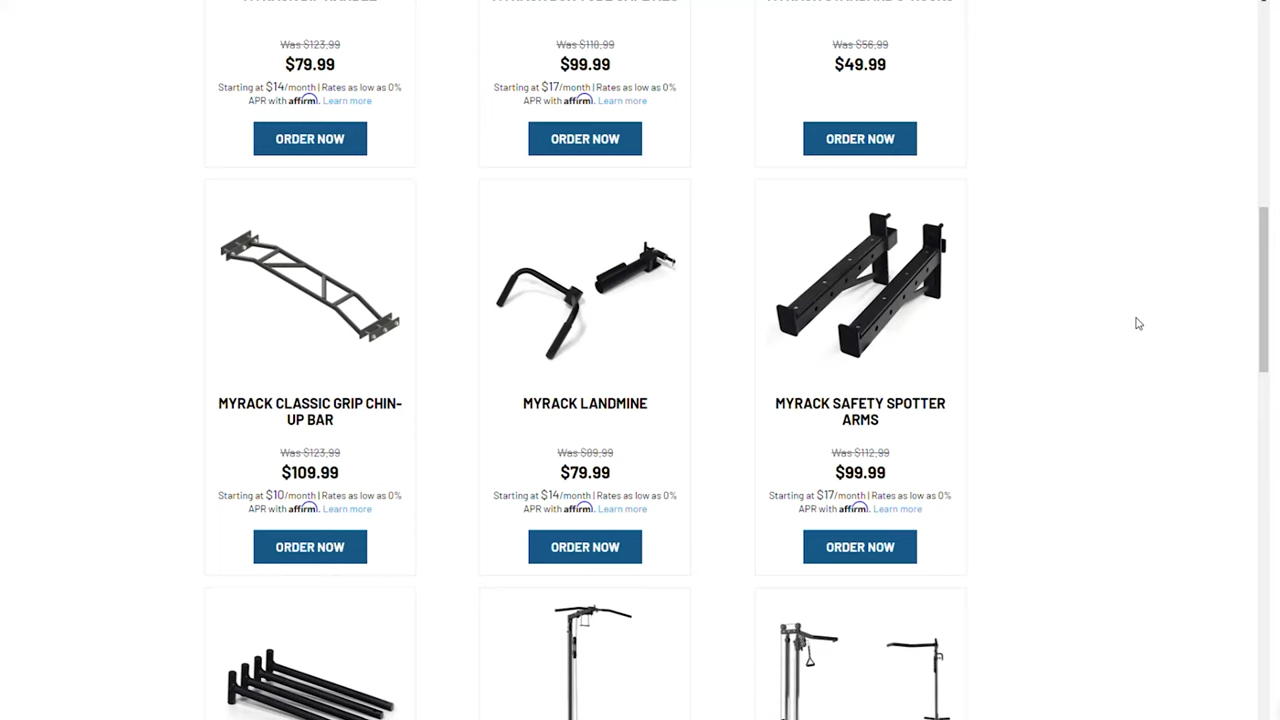 Was $123.99
Was $118.99
Was $56.99
$79.99
$99.99
$49.99
Starting at $14/month | Rates as low as 0%
APR with affirm. Learn more
Starting at $17/month | Rates as low as 0%
APR with affirm. Learn more
ORDER NOW
ORDER NOW
ORDER NOW
MYRACK CLASSIC GRIP CHIN-
UP BAR
Was $123.99
$109.99
Starting at $10/month | Rates as low as 0%
APR with affirm. Learn more
ORDER NOW
MYRACK LANDMINE
Was $89.99
$79.99
Starting at $14/month | Rates as low as 0%
APR with affirm. Learn more
ORDER NOW
MYRACK SAFETY SPOTTER
ARMS
Was $112.99
$99.99
Starting at $17/month | Rates as low as 0%
APR with affirm. Learn more
ORDER NOW